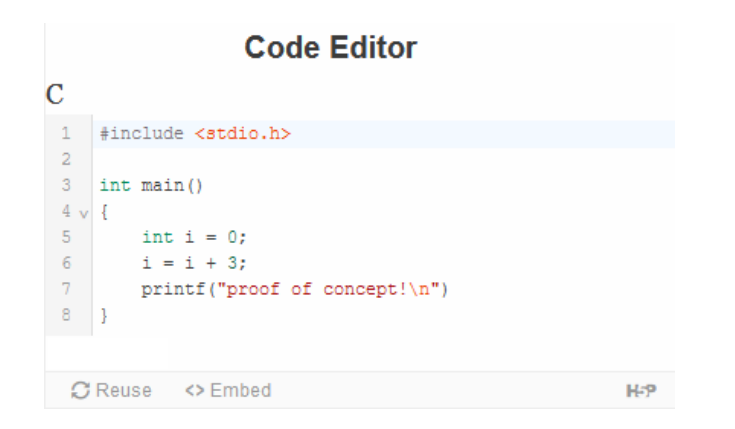 Code Editor
C
1 #include <stdio.h>
2
3 int main()
4 {
5     int i = 0;
6     i = i + 3;
7     printf("proof of concept!\n")
8 }
Reuse <> Embed H5P